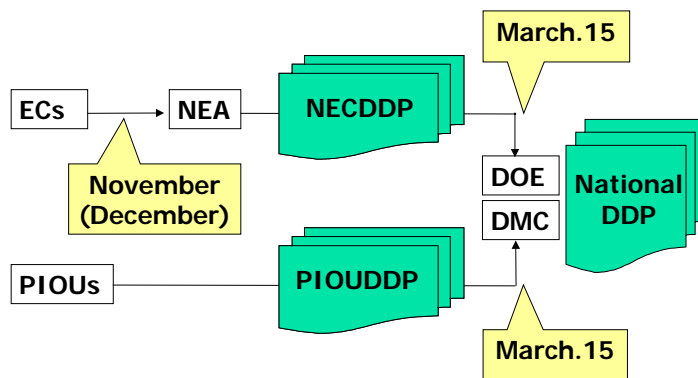 March.15
ECs
NEA
NECDDP
November
(December)
DOE
DMC
National
DDP
PIOUs
PIOUDDP
March.15